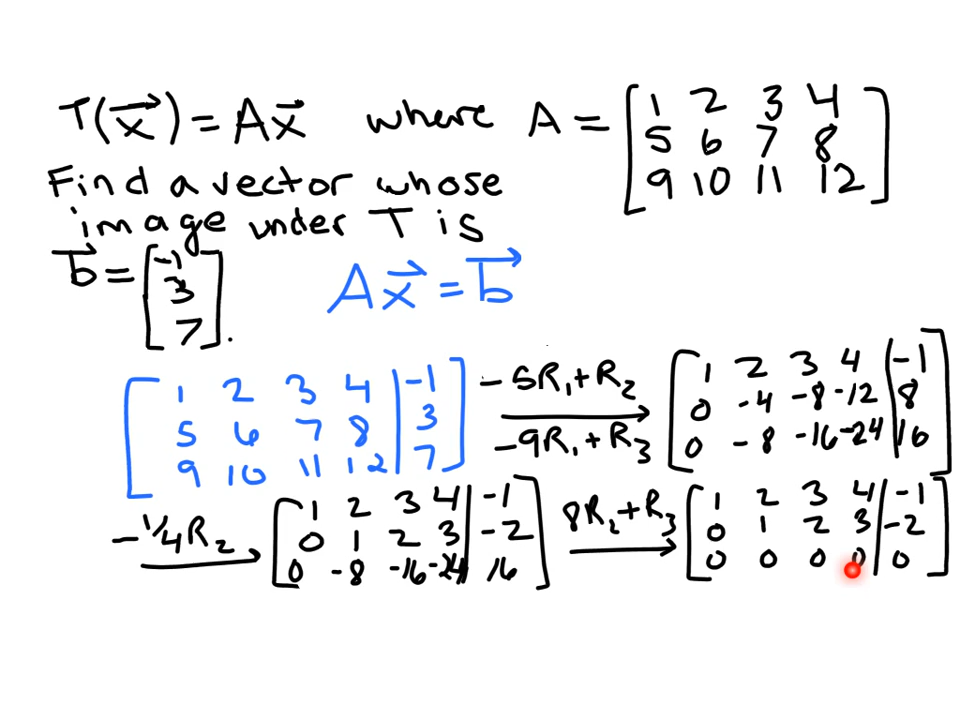 T(x⃗) = Ax⃗ where A = [1 2 3 4
5 6 7 8
9 10 11 12]
Find a vector whose
image under T is
b⃗ = [-1
3
7].
Ax⃗ = b⃗
[1 2 3 4 | -1
5 6 7 8 | 3
9 10 11 12 | 7]
-5R₁+R₂
-9R₁+R₃
[1 2 3 4 | -1
0 -4 -8 -12 | 8
0 -8 -16 -24 | 16]
-1/4R₂
[1 2 3 4 | -1
0 1 2 3 | -2
0 -8 -16 -24 | 16]
8R₂+R₃
[1 2 3 4 | -1
0 1 2 3 | -2
0 0 0 0 | 0]